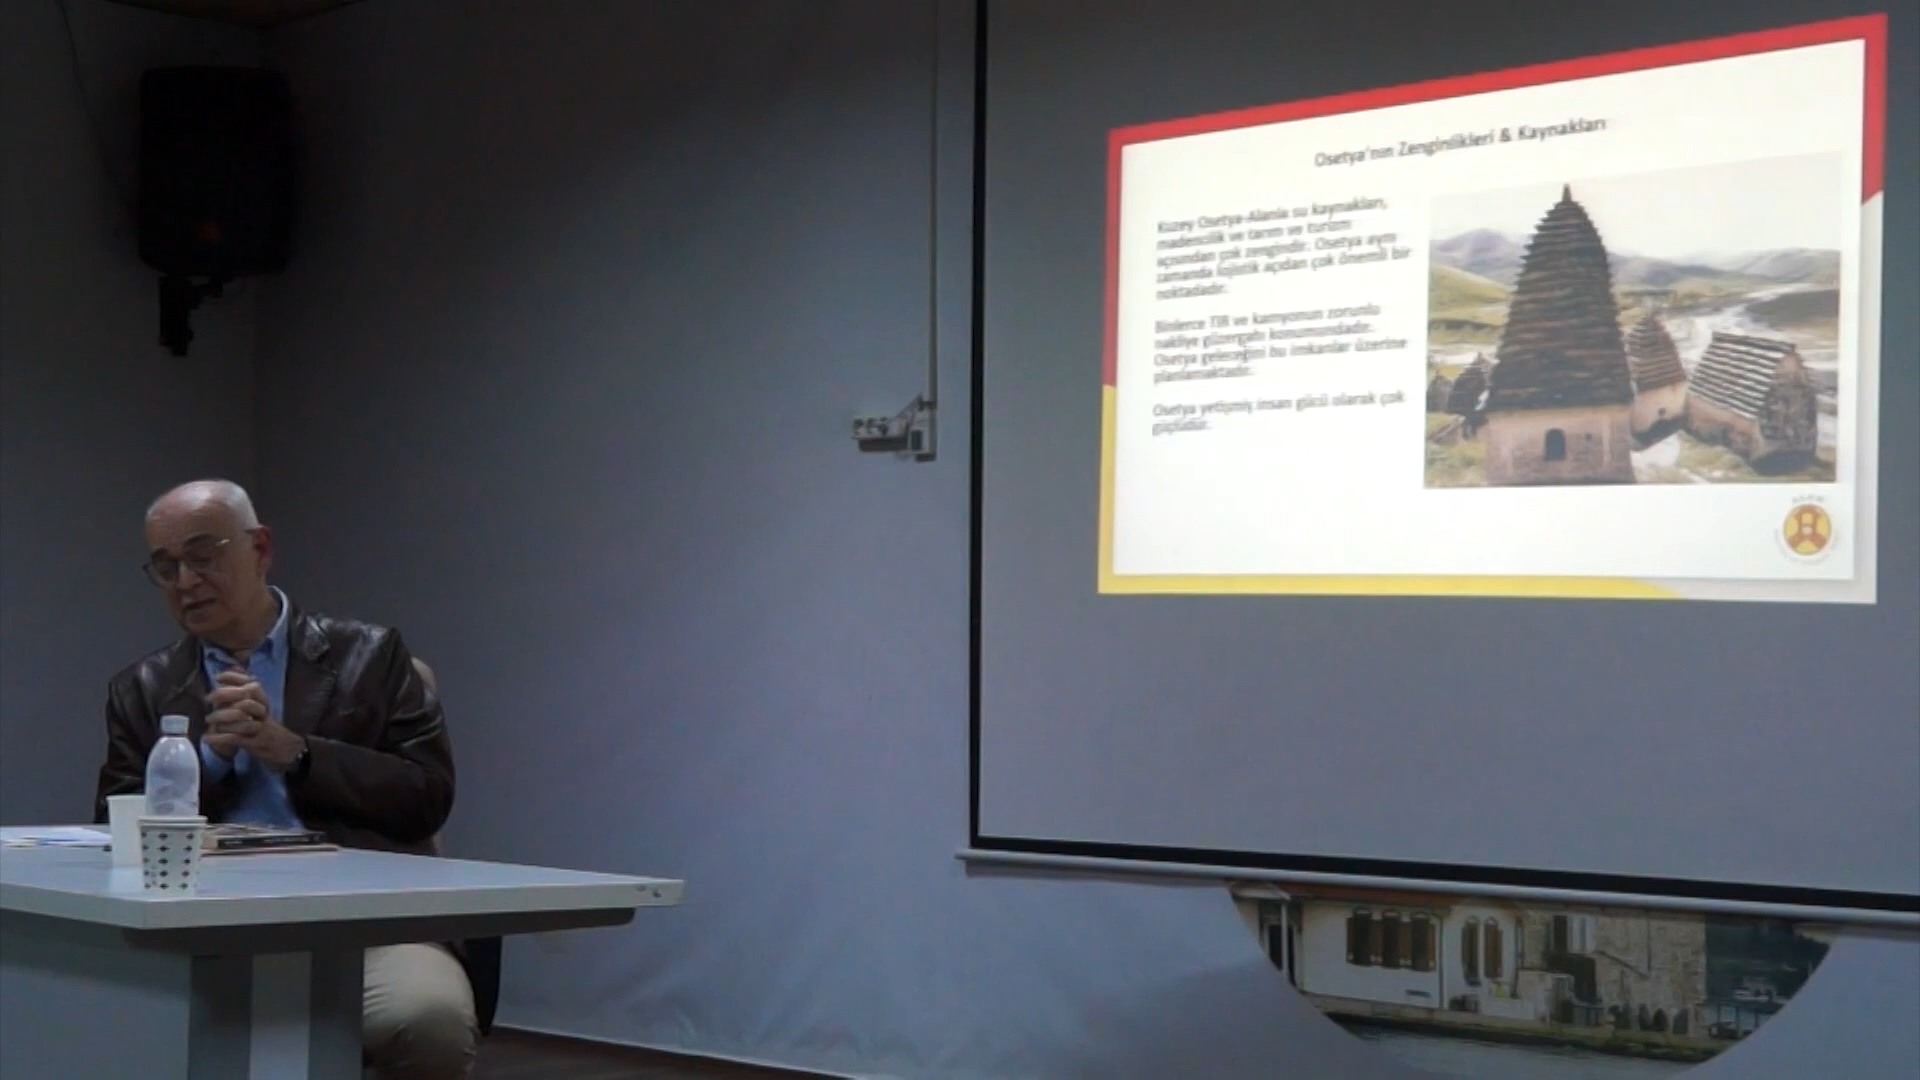 Osetya'nın Zenginlikleri & Kaynakları
Kuzey Osetya-Alania su kaynakları,
madencilik ve tarım ve turizm
açısından çok zengindir. Osetya aynı
zamanda lojistik açıdan çok önemli bir
noktadadır.
Binlerce TIR ve kamyonun zorunlu
nakliye güzergahı konumundadır.
Osetya geleceğini bu imkanlar üzerine
planlamaktadır.
Osetya yetişmiş insan gücü olarak çok
güçlüdür.